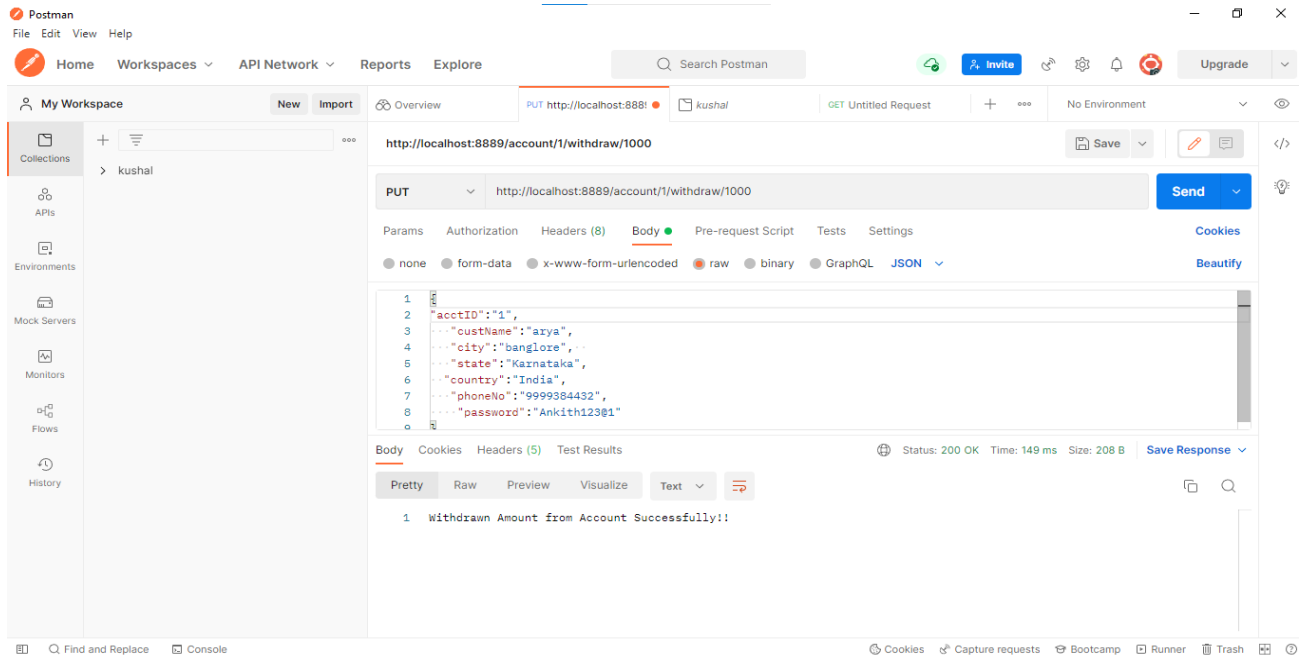 Postman
File Edit View Help
Home Workspaces API Network Reports Explore Search Postman Invite Upgrade
My Workspace New Import Overview PUT http://localhost:888 kushal GET Untitled Request No Environment
Collections
kushal
APIs
Environments
Mock Servers
Monitors
Flows
History
http://localhost:8889/account/1/withdraw/1000 Save
PUT http://localhost:8889/account/1/withdraw/1000 Send
Params Authorization Headers (8) Body Pre-request Script Tests Settings Cookies
none form-data x-www-form-urlencoded raw binary GraphQL JSON Beautify
1 {
2 "acctID":"1",
3 "custName":"arya",
4 "city":"banglore",
5 "state":"Karnataka",
6 "country":"India",
7 "phoneNo":"9999384432",
8 "password":"Ankith123@1"
9 }
Body Cookies Headers (5) Test Results Status: 200 OK Time: 149 ms Size: 208 B Save Response
Pretty Raw Preview Visualize Text
1 Withdrawn Amount from Account Successfully!!
Find and Replace Console Cookies Capture requests Bootcamp Runner Trash